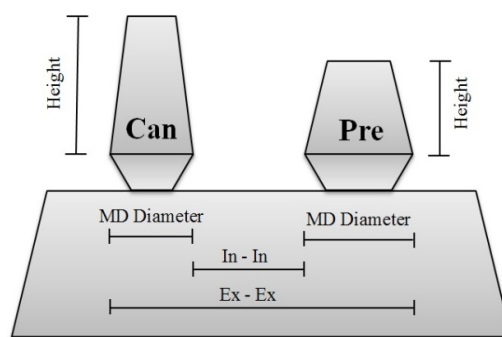 Height
Can
Pre
Height
MD Diameter
MD Diameter
In - In
Ex - Ex